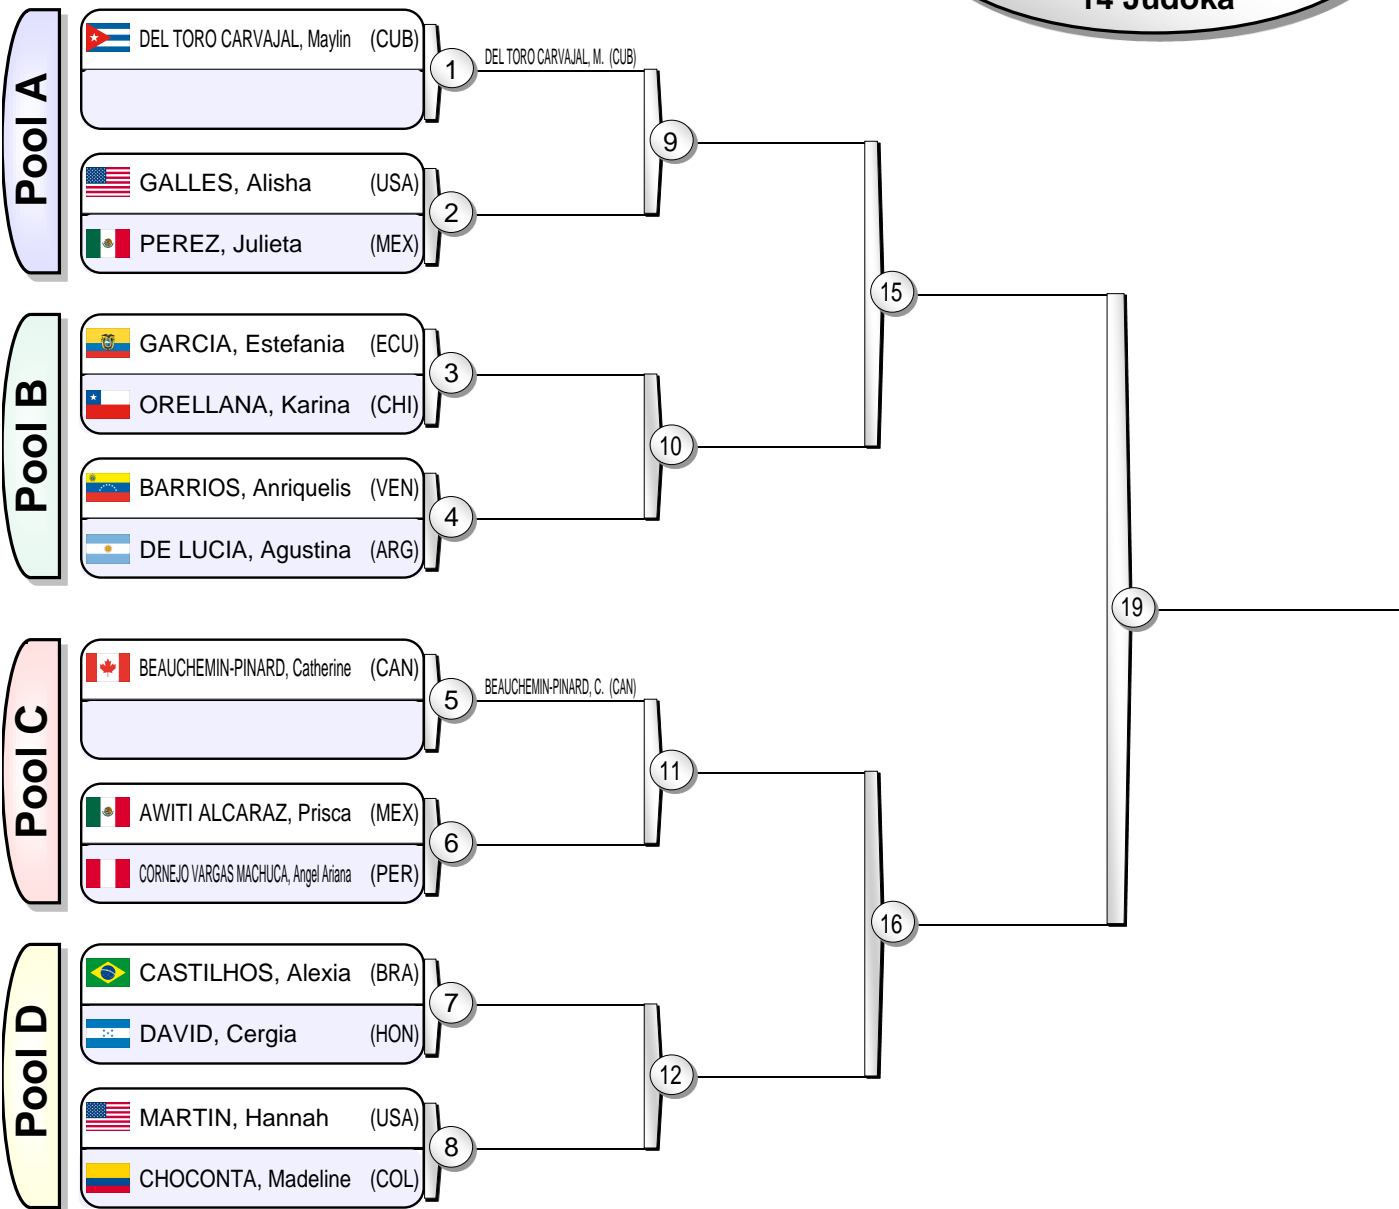 14 Judoka
Pool A
DEL TORO CARVAJAL, Maylin (CUB)
1
DEL TORO CARVAJAL, M. (CUB)
9
GALLES, Alisha (USA)
2
PEREZ, Julieta (MEX)
15
Pool B
GARCIA, Estefania (ECU)
3
ORELLANA, Karina (CHI)
10
BARRIOS, Anriquelis (VEN)
4
DE LUCIA, Agustina (ARG)
19
Pool C
BEAUCHEMIN-PINARD, Catherine (CAN)
5
BEAUCHEMIN-PINARD, C. (CAN)
11
AWITI ALCARAZ, Prisca (MEX)
6
CORNEJO VARGAS MACHUCA, Angel Ariana (PER)
16
Pool D
CASTILHOS, Alexia (BRA)
7
DAVID, Cergia (HON)
12
MARTIN, Hannah (USA)
8
CHOCONTA, Madeline (COL)